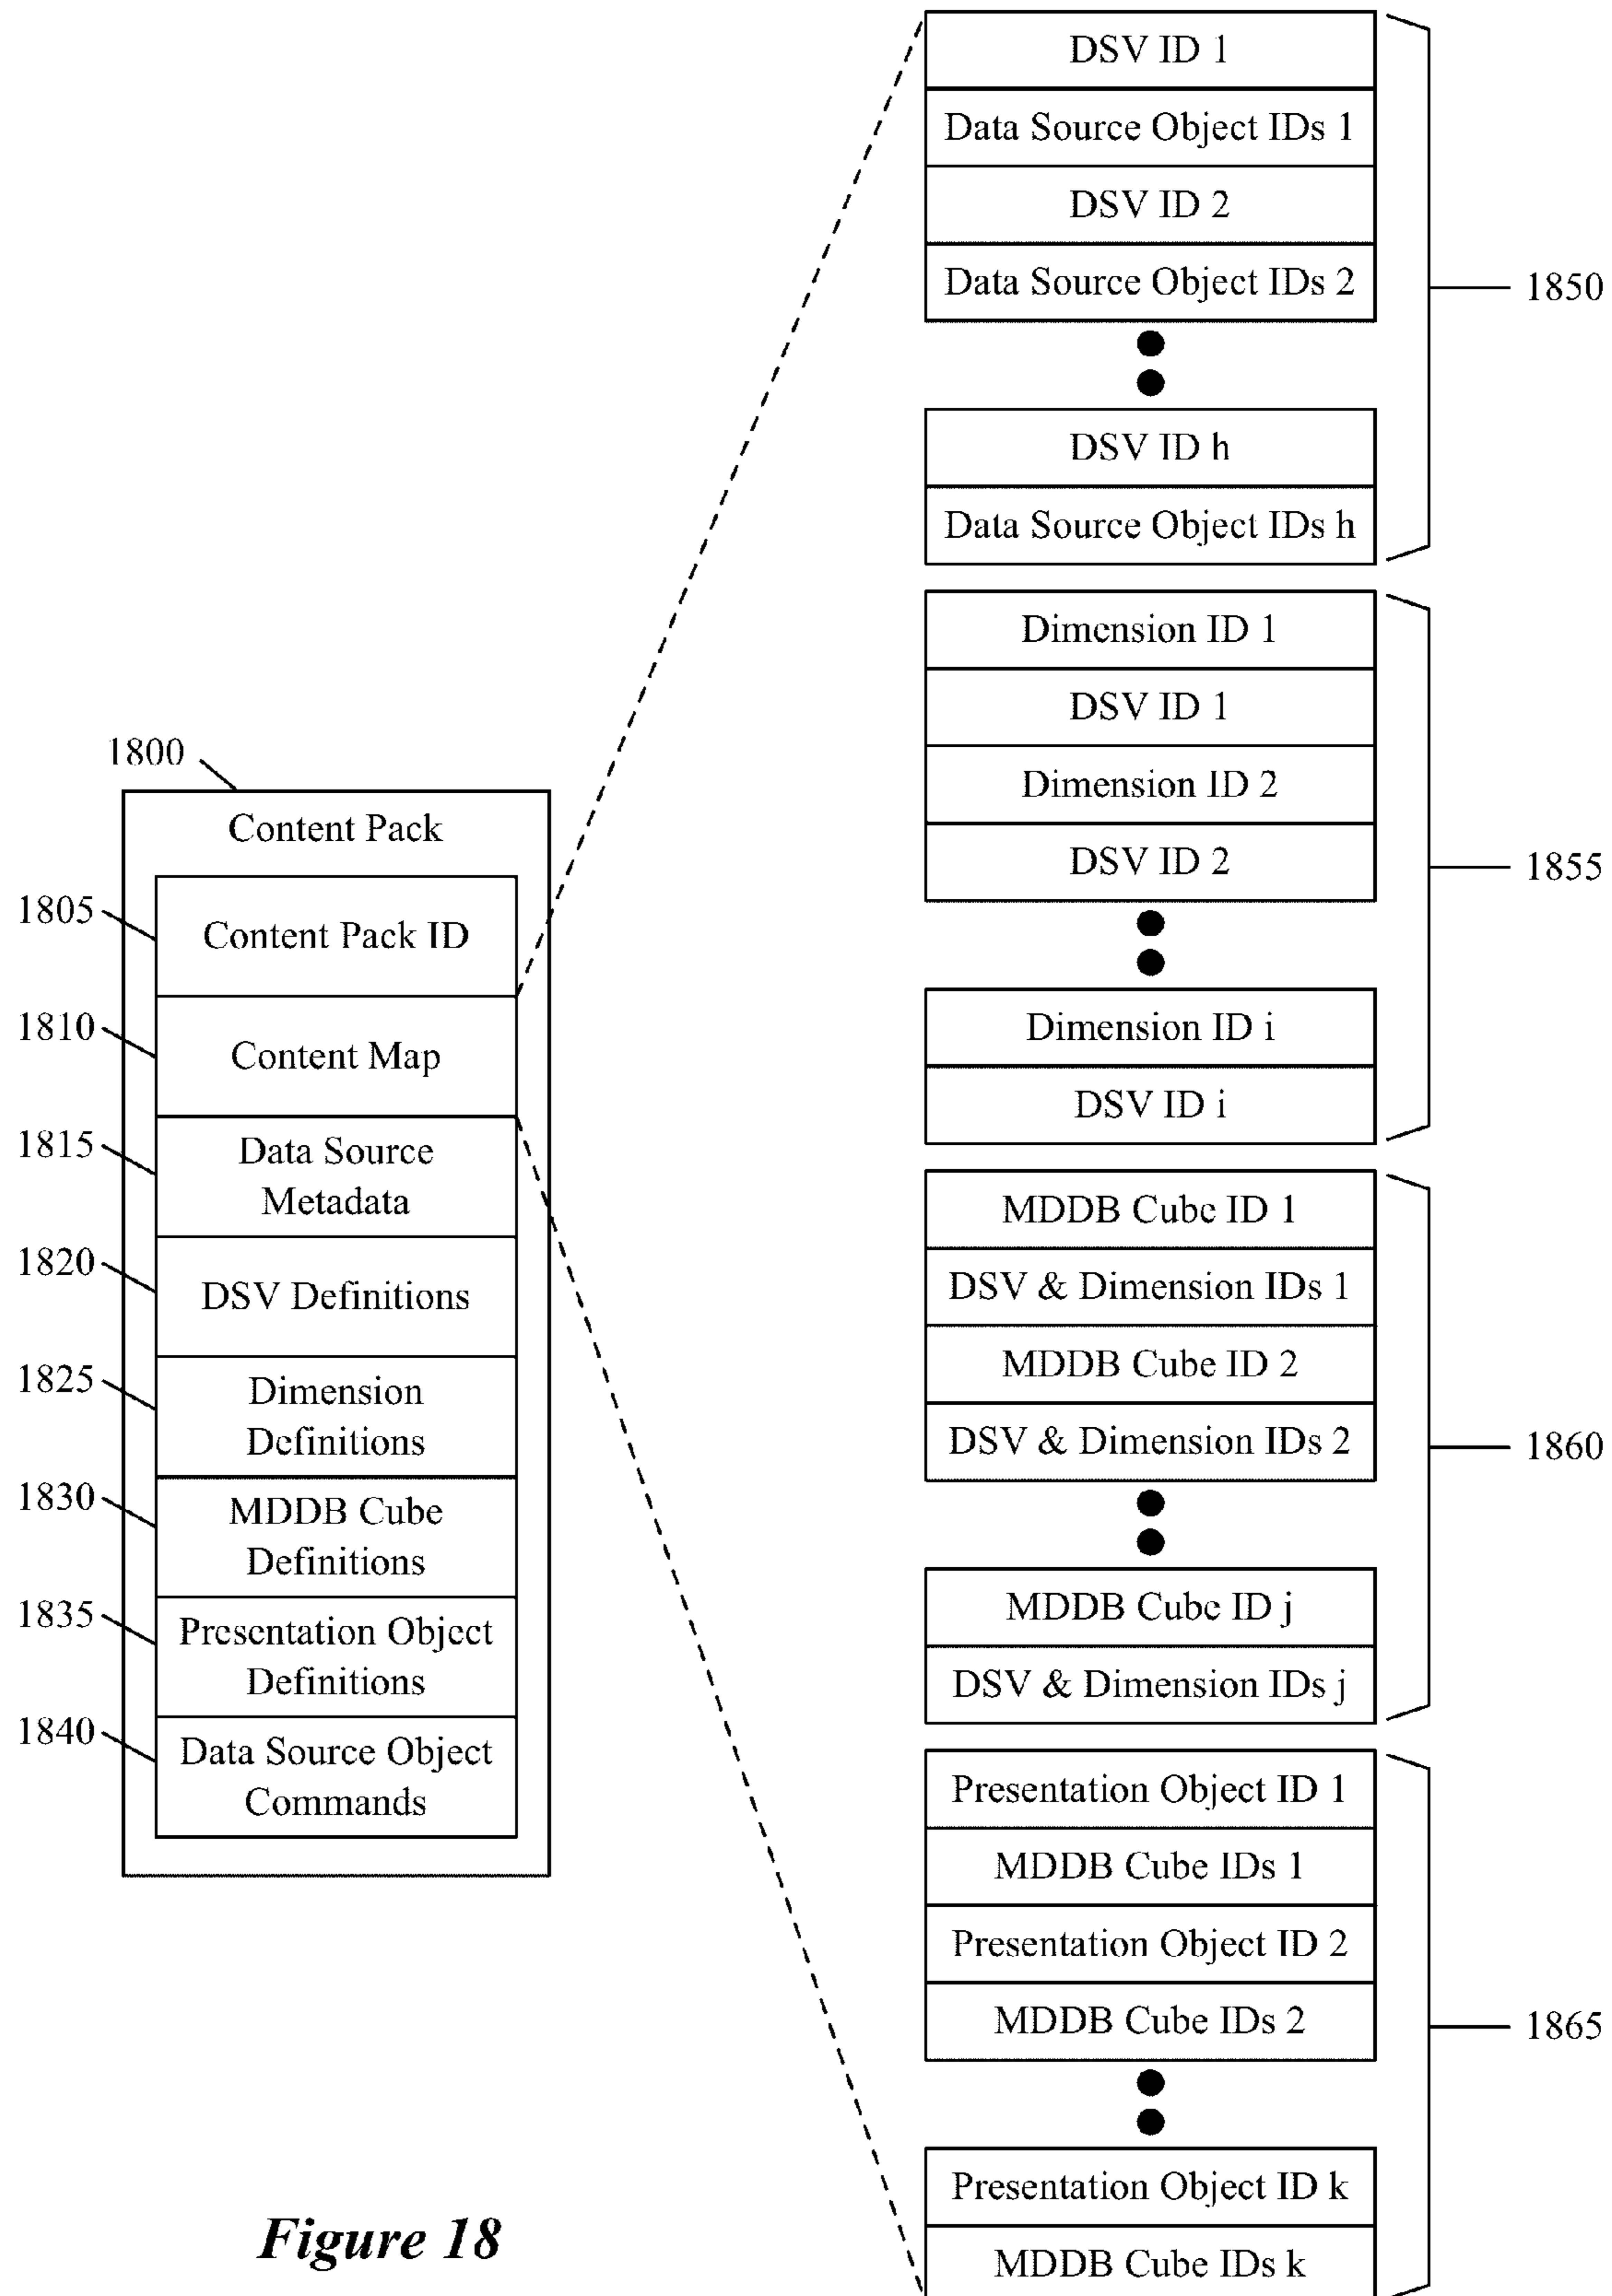 1800
Content Pack
1805
Content Pack ID
1810
Content Map
1815
Data Source
Metadata
1820
DSV Definitions
1825
Dimension
Definitions
1830
MDDB Cube
Definitions
1835
Presentation Object
Definitions
1840
Data Source Object
Commands
DSV ID 1
Data Source Object IDs 1
DSV ID 2
Data Source Object IDs 2
DSV ID h
Data Source Object IDs h
1850
Dimension ID 1
DSV ID 1
Dimension ID 2
DSV ID 2
Dimension ID i
DSV ID i
1855
MDDB Cube ID 1
DSV & Dimension IDs 1
MDDB Cube ID 2
DSV & Dimension IDs 2
MDDB Cube ID j
DSV & Dimension IDs j
1860
Presentation Object ID 1
MDDB Cube IDs 1
Presentation Object ID 2
MDDB Cube IDs 2
Presentation Object ID k
MDDB Cube IDs k
1865
Figure 18